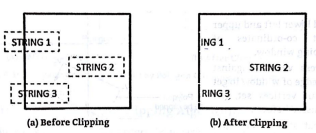 STRING 1
STRING 2
STRING 3
(a) Before Clipping
ING 1
STRING 2
RING 3
(b) After Clipping